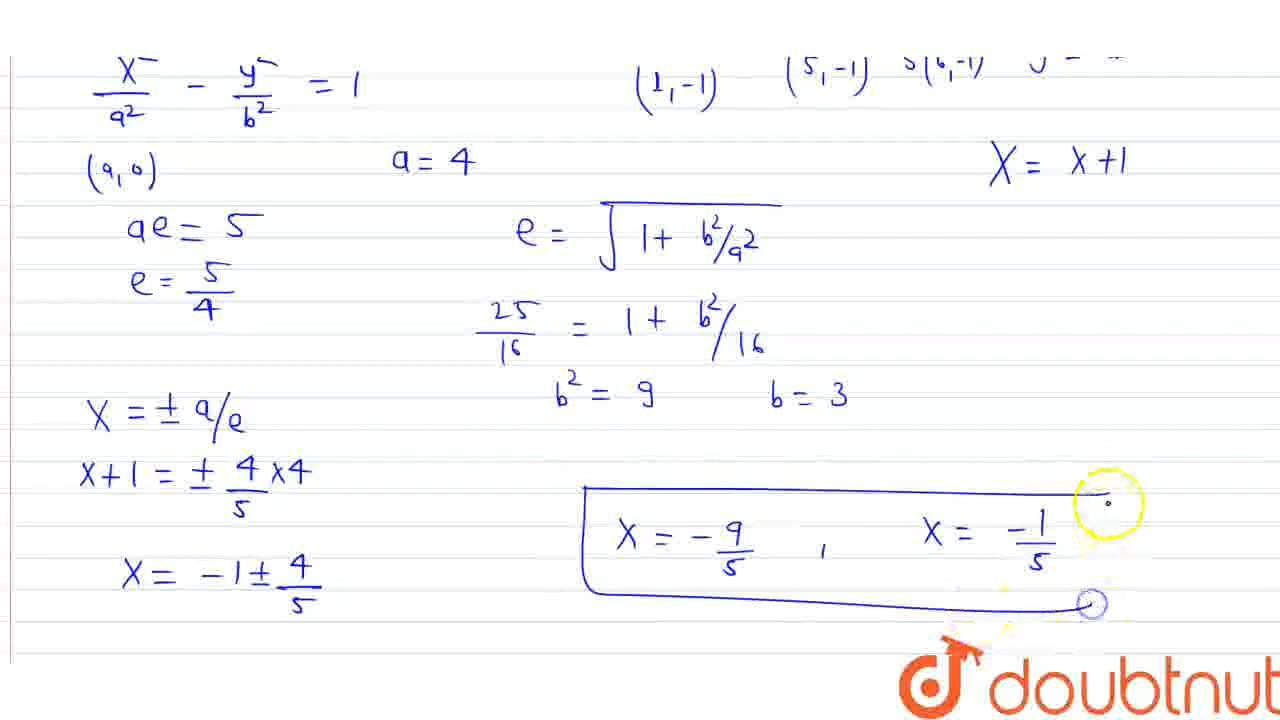 X²/a² - y²/b² = 1
(1,-1) (5,-1)
(a,0) a = 4 X = x+1
ae = 5 e = √1+ b²/a²
e = 5/4
25/16 = 1+ b²/16
b² = 9 b = 3
X = ± a/e
x+1 = ± 4/5 x4
x = -1 ± 4/5
x = -9/5 , x = -1/5
doubtnut